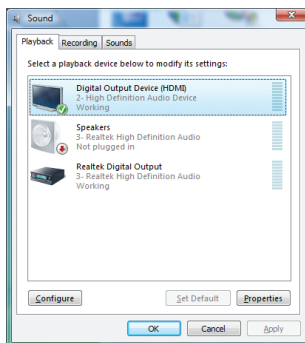 Sound
Playback Recording Sounds
Select a playback device below to modify its settings:
Digital Output Device (HDMI)
2- High Definition Audio Device
Working
Speakers
3- Realtek High Definition Audio
Not plugged in
Realtek Digital Output
3- Realtek High Definition Audio
Working
Configure Set Default Properties
OK Cancel Apply